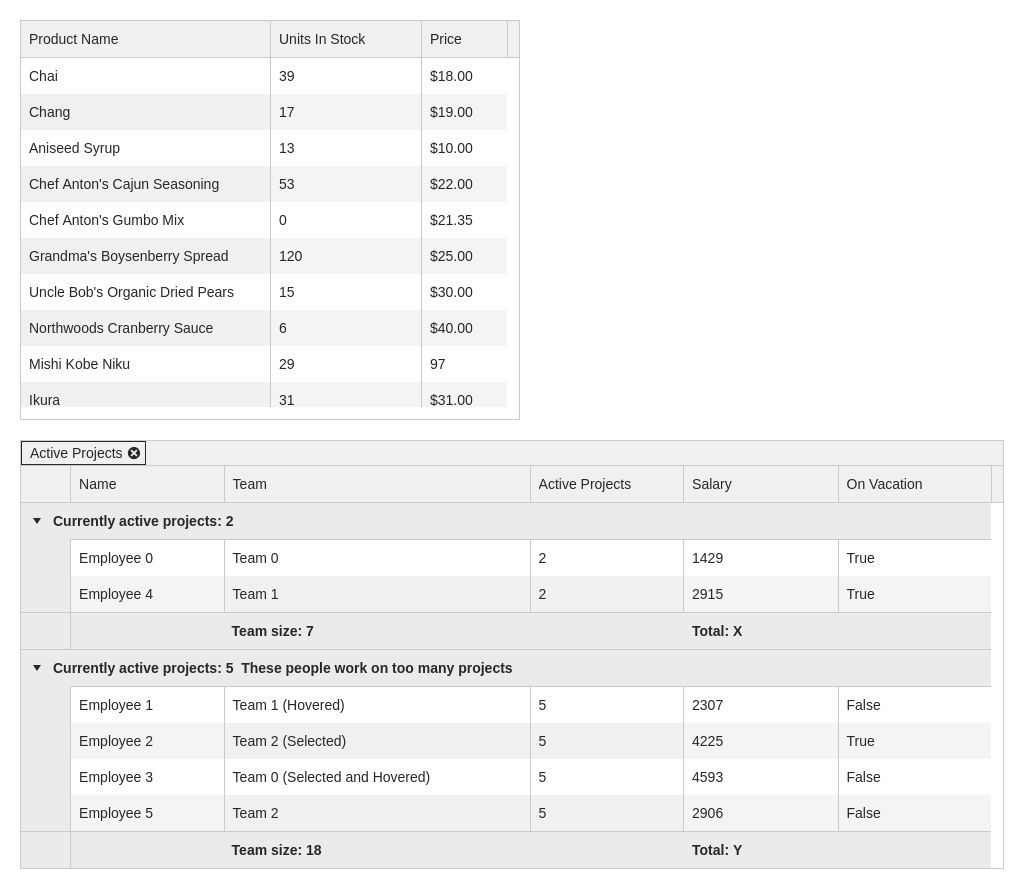 Product Name Units In Stock Price
Chai 39 $18.00
Chang 17 $19.00
Aniseed Syrup 13 $10.00
Chef Anton's Cajun Seasoning 53 $22.00
Chef Anton's Gumbo Mix 0 $21.35
Grandma's Boysenberry Spread 120 $25.00
Uncle Bob's Organic Dried Pears 15 $30.00
Northwoods Cranberry Sauce 6 $40.00
Mishi Kobe Niku 29 97
Ikura 31 $31.00
Active Projects
Name Team Active Projects Salary On Vacation
Currently active projects: 2
Employee 0 Team 0 2 1429 True
Employee 4 Team 1 2 2915 True
Team size: 7 Total: X
Currently active projects: 5 These people work on too many projects
Employee 1 Team 1 (Hovered) 5 2307 False
Employee 2 Team 2 (Selected) 5 4225 True
Employee 3 Team 0 (Selected and Hovered) 5 4593 False
Employee 5 Team 2 5 2906 False
Team size: 18 Total: Y